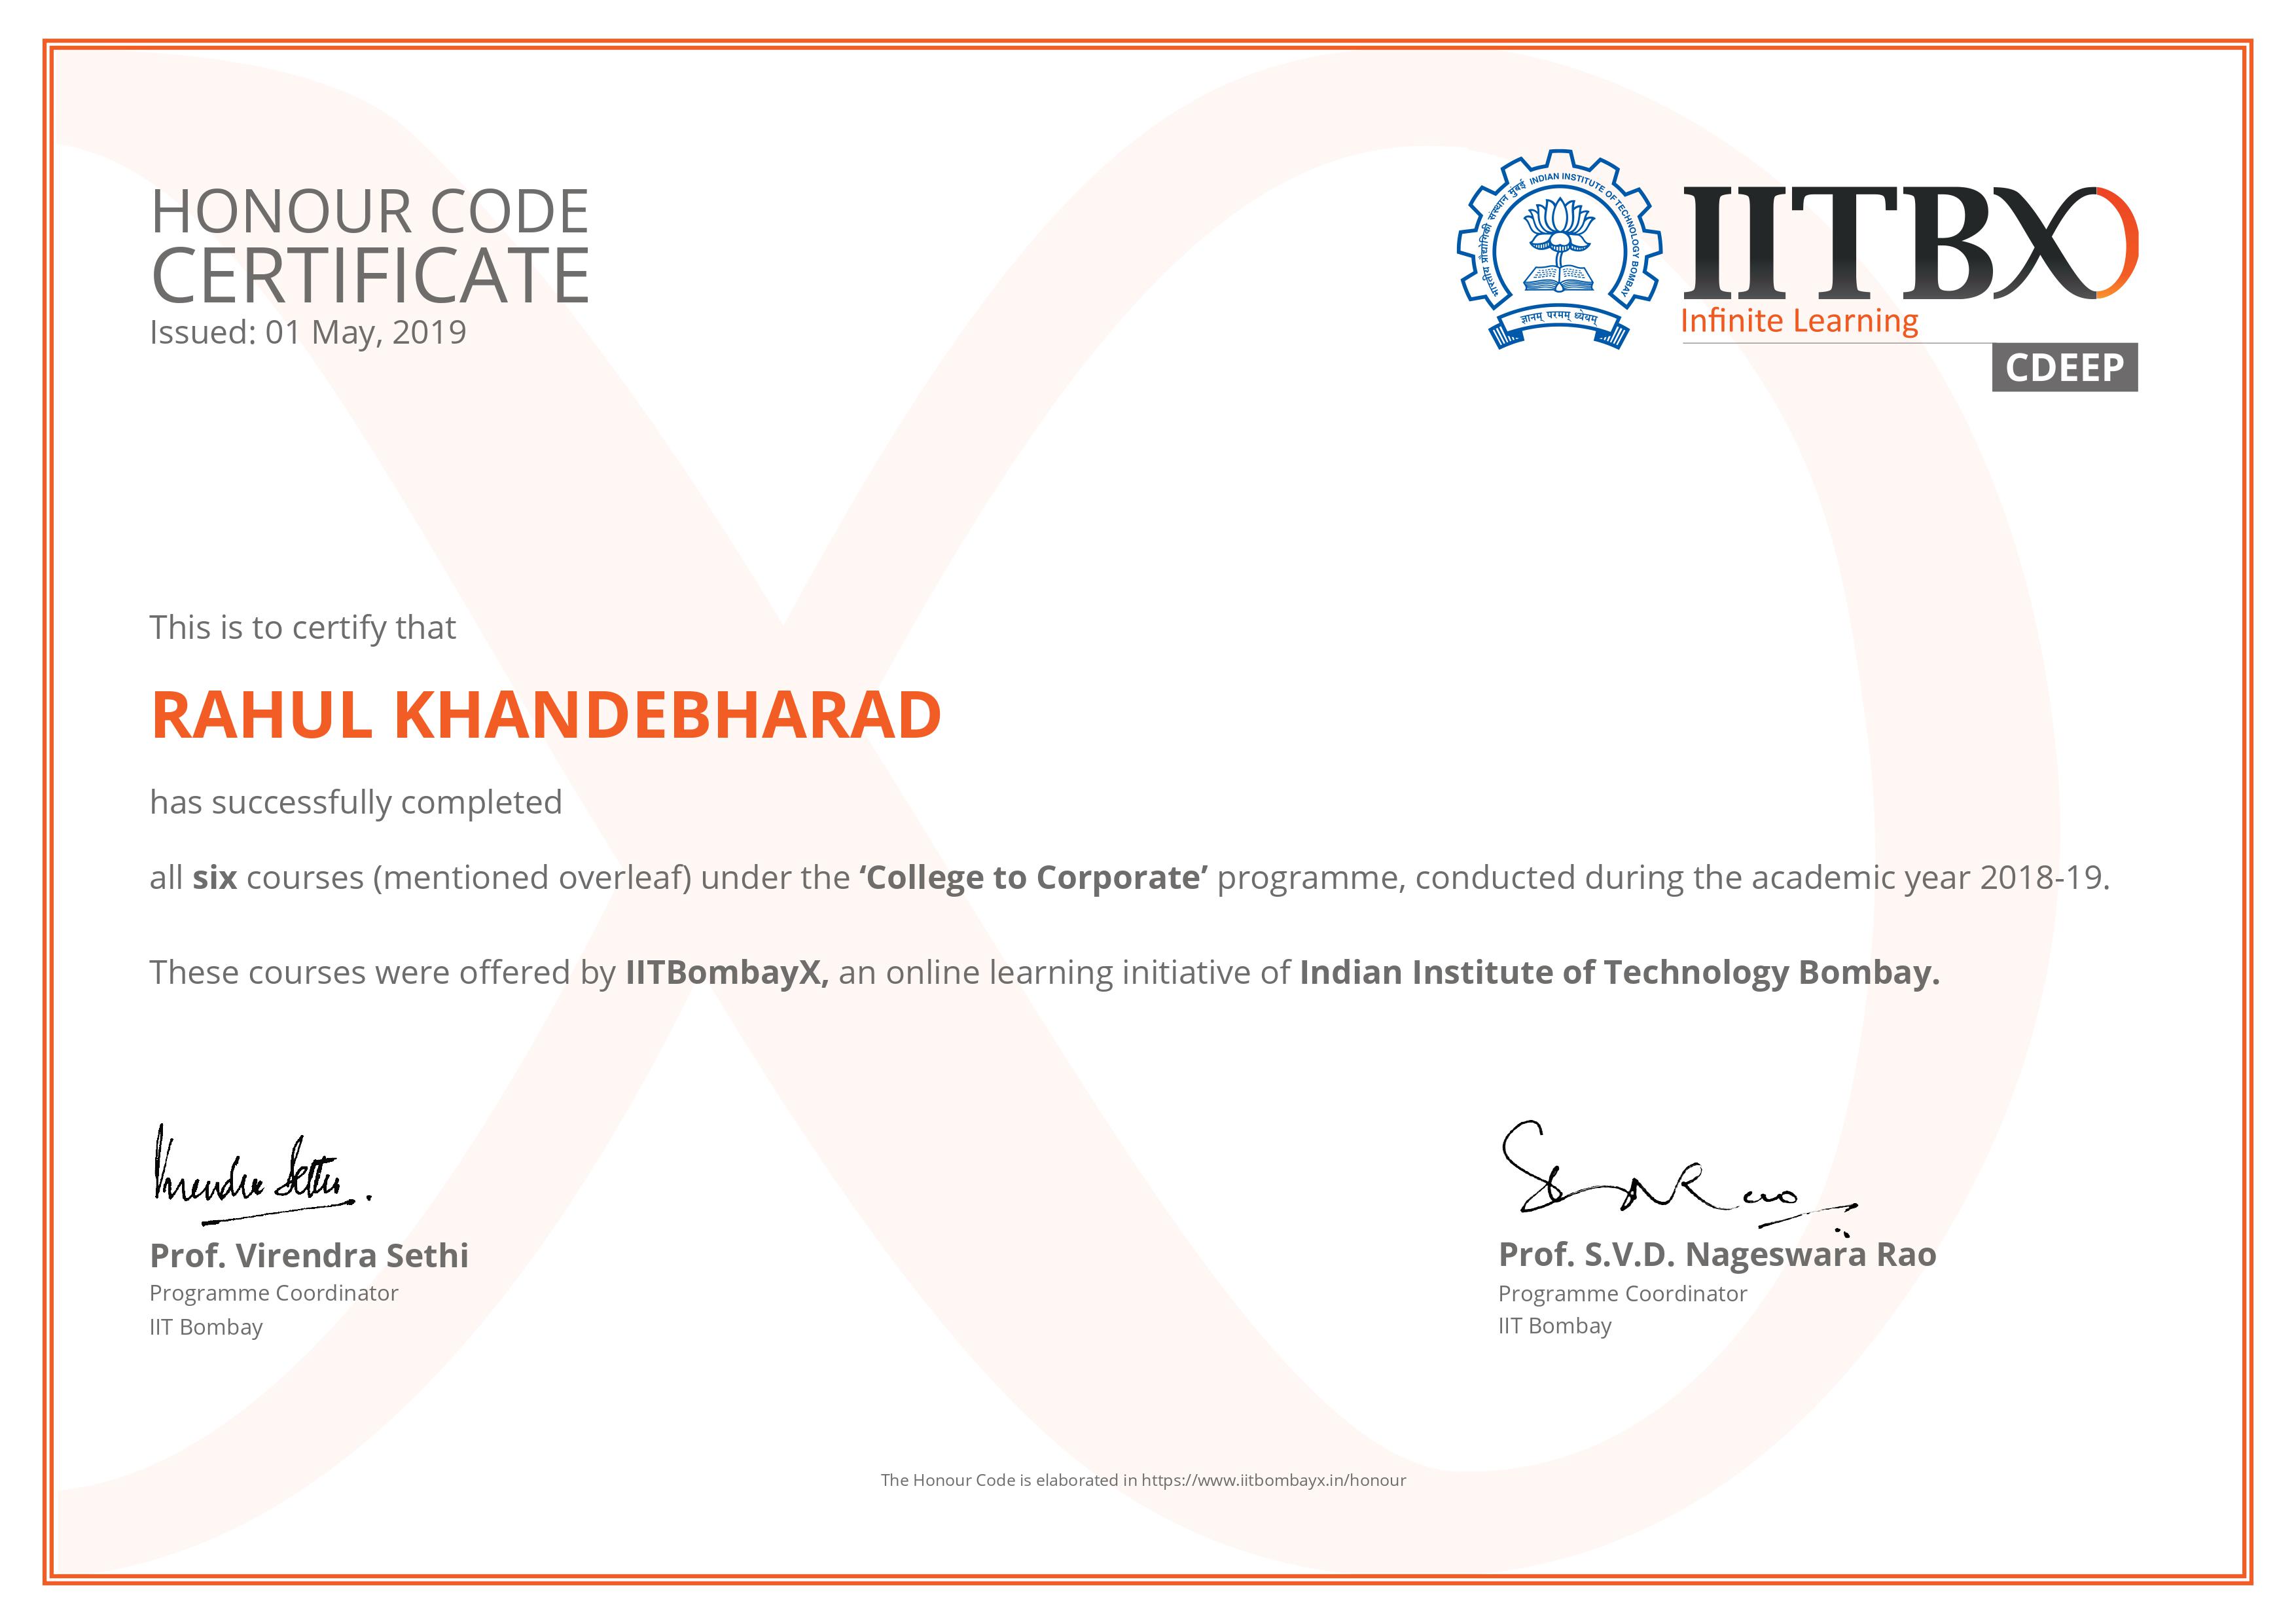 HONOUR CODE
CERTIFICATE
Issued: 01 May, 2019
भारतीय प्रौद्योगिकी संस्थान मुंबई INDIAN INSTITUTE OF TECHNOLOGY BOMBAY
ज्ञानम् परमम् ध्येयम्
IITBX
Infinite Learning
CDEEP
This is to certify that
RAHUL KHANDEBHARAD
has successfully completed
all six courses (mentioned overleaf) under the ‘College to Corporate’ programme, conducted during the academic year 2018-19.
These courses were offered by IITBombayX, an online learning initiative of Indian Institute of Technology Bombay.
Virendra Sethi
Prof. Virendra Sethi
Programme Coordinator
IIT Bombay
Prof. S.V.D. Nageswara Rao
Programme Coordinator
IIT Bombay
The Honour Code is elaborated in https://www.iitbombayx.in/honour